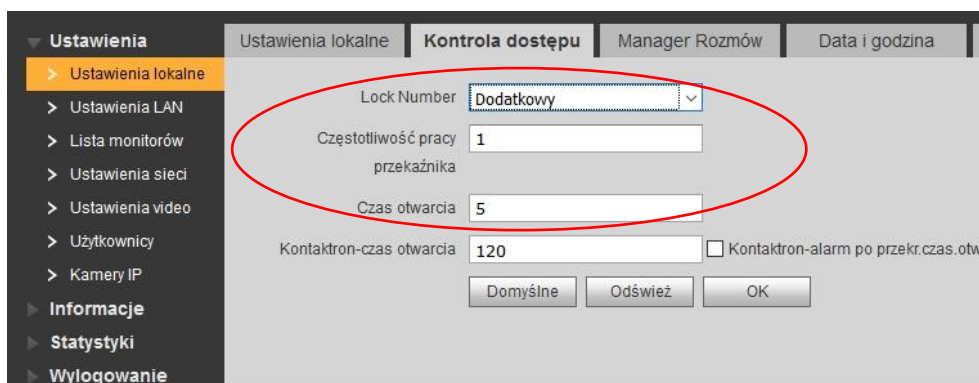 Ustawienia
Ustawienia lokalne
Ustawienia LAN
Lista monitorów
Ustawienia sieci
Ustawienia video
Użytkownicy
Kamery IP
Informacje
Statystyki
Wylogowanie
Ustawienia lokalne Kontrola dostępu Manager Rozmów Data i godzina
Lock Number Dodatkowy
Częstotliwość pracy 1
przekaźnika
Czas otwarcia 5
Kontaktron-czas otwarcia 120 Kontaktron-alarm po przekr.czas.otw
Domyślne Odśwież OK